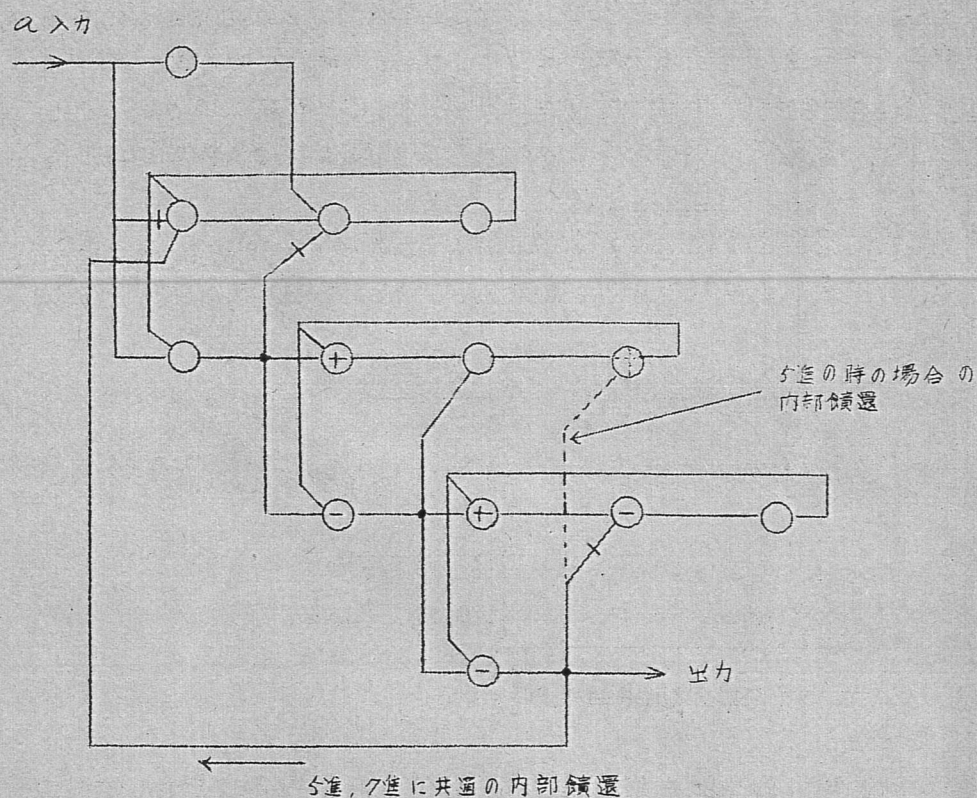 a 入力
+
5進の時の場合の
内部饋還
-
+
-
-
出力
5進, 7進に共通の内部饋還